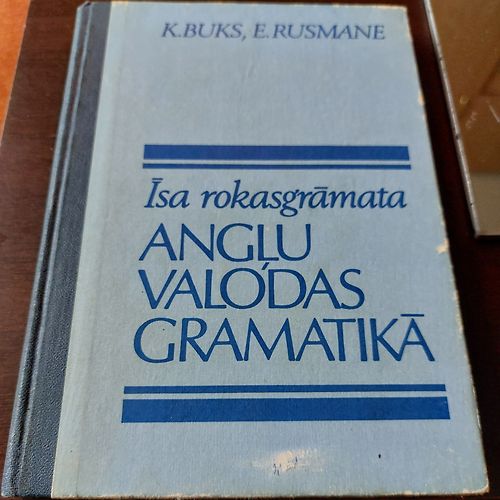 K.BUKS, E.RUSMANE
Īsa rokasgrāmata
ANGĻU
VALODAS
GRAMATIKĀ